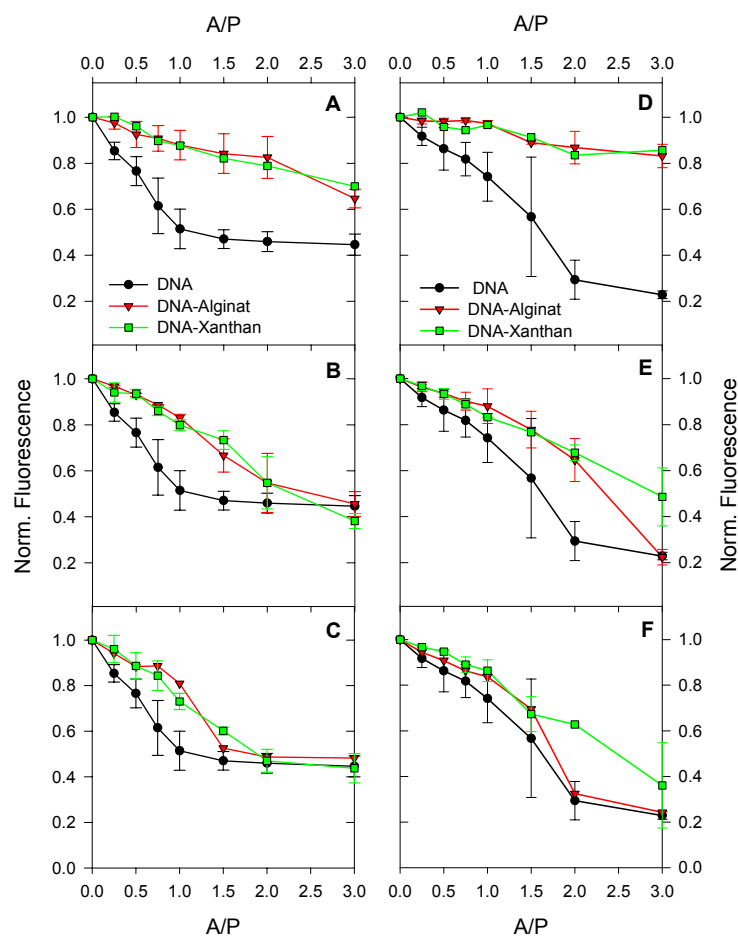 A/P A/P
0.0 0.5 1.0 1.5 2.0 3.0 0.0 0.5 1.0 1.5 2.0 3.0
A D
1.0 1.0
0.8 0.8
0.6 0.6
0.4 0.4
DNA DNA
DNA-Alginat DNA-Alginat
DNA-Xanthan DNA-Xanthan
0.2 0.2
B E
1.0 1.0
0.8 0.8
0.6 0.6
0.4 0.4
0.2 0.2
Norm. Fluorescence Norm. Fluorescence
C F
1.0 1.0
0.8 0.8
0.6 0.6
0.4 0.4
0.2 0.2
0.0 0.0
0.0 0.5 1.0 1.5 2.0 2.5 3.0 0.0 0.5 1.0 1.5 2.0 2.5 3.0
A/P A/P